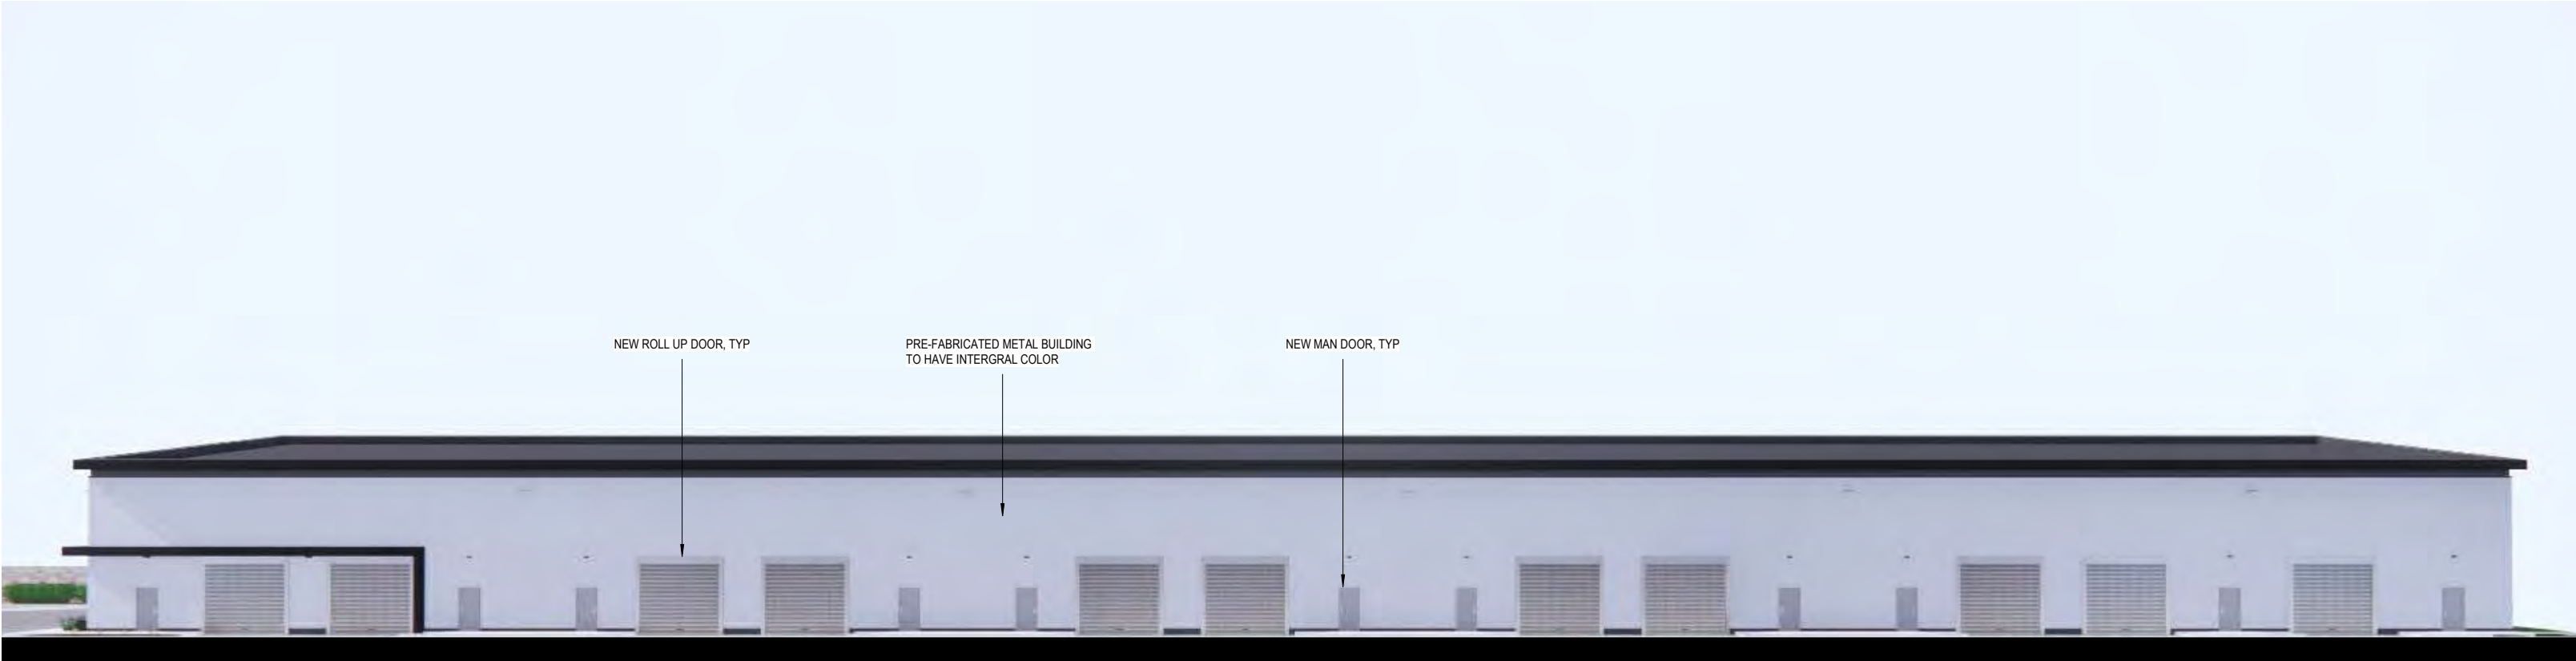 NEW ROLL UP DOOR, TYP
PRE-FABRICATED METAL BUILDING
TO HAVE INTERGRAL COLOR
NEW MAN DOOR, TYP